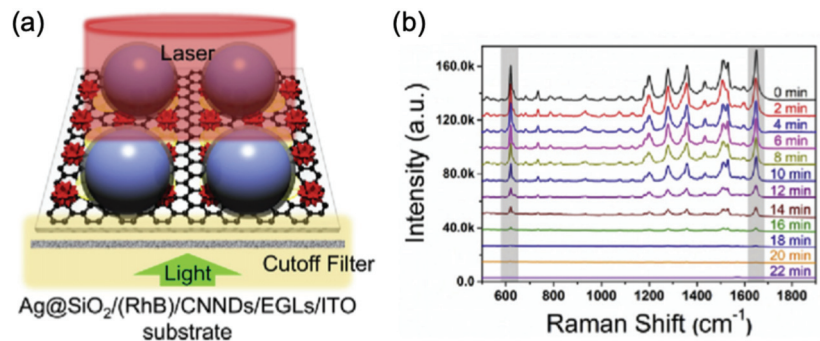 (a)
Laser
Cutoff Filter
Light
Ag@SiO₂/(RhB)/CNNDs/EGLs/ITO
substrate
(b)
Intensity (a.u.)
160.0k
120.0k
80.0k
40.0k
0.0
0 min
2 min
4 min
6 min
8 min
10 min
12 min
14 min
16 min
18 min
20 min
22 min
600 800 1000 1200 1400 1600 1800
Raman Shift (cm⁻¹)